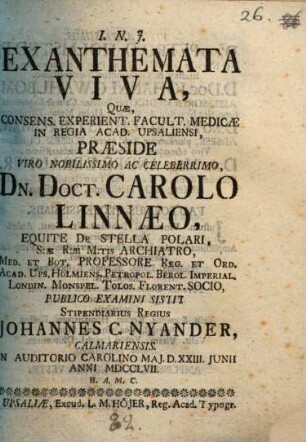 26.
I. N. J.
EXANTHEMATA
VIVA,
QUÆ,
CONSENS. EXPERIENT. FACULT. MEDICÆ
IN REGIA ACAD. UPSALIENSI,
PRÆSIDE
VIRO NOBILISSIMO AC CELEBERRIMO,
DN. DOCT. CAROLO
LINNÆO,
EQUITE DE STELLA POLARI,
S:Æ R:Æ M:TIS ARCHIATRO,
MED. ET BOT. PROFESSORE REG. ET ORD.
ACAD. UPS. HOLMIENS. PETROPOL. BEROL. IMPERIAL.
LONDIN. MONSPEL. TOLOS. FLORENT. SOCIO,
PUBLICO EXAMINI SISTIT
STIPENDIARIUS REGIUS
JOHANNES C. NYANDER,
CALMARIENSIS.
IN AUDITORIO CAROLINO MAJ. D. XXIII. JUNII
ANNI MDCCLVII.
H. A. M. C.
UPSALIÆ, Excud. L. M. HÖJER, Reg. Acad. Typogr.